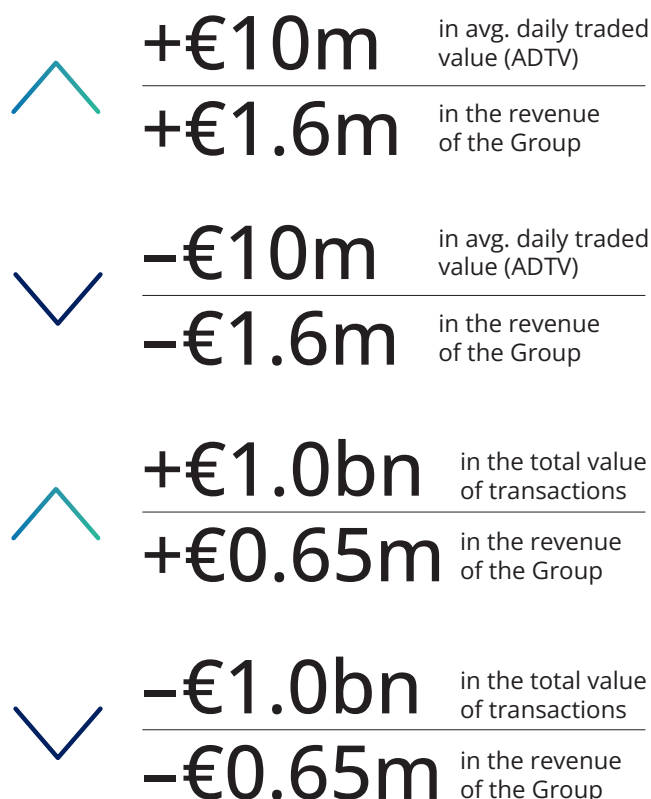 +€10m
in avg. daily traded
value (ADTV)
+€1.6m
in the revenue
of the Group
–€10m
in avg. daily traded
value (ADTV)
–€1.6m
in the revenue
of the Group
+€1.0bn
in the total value
of transactions
+€0.65m
in the revenue
of the Group
–€1.0bn
in the total value
of transactions
–€0.65m
in the revenue
of the Group